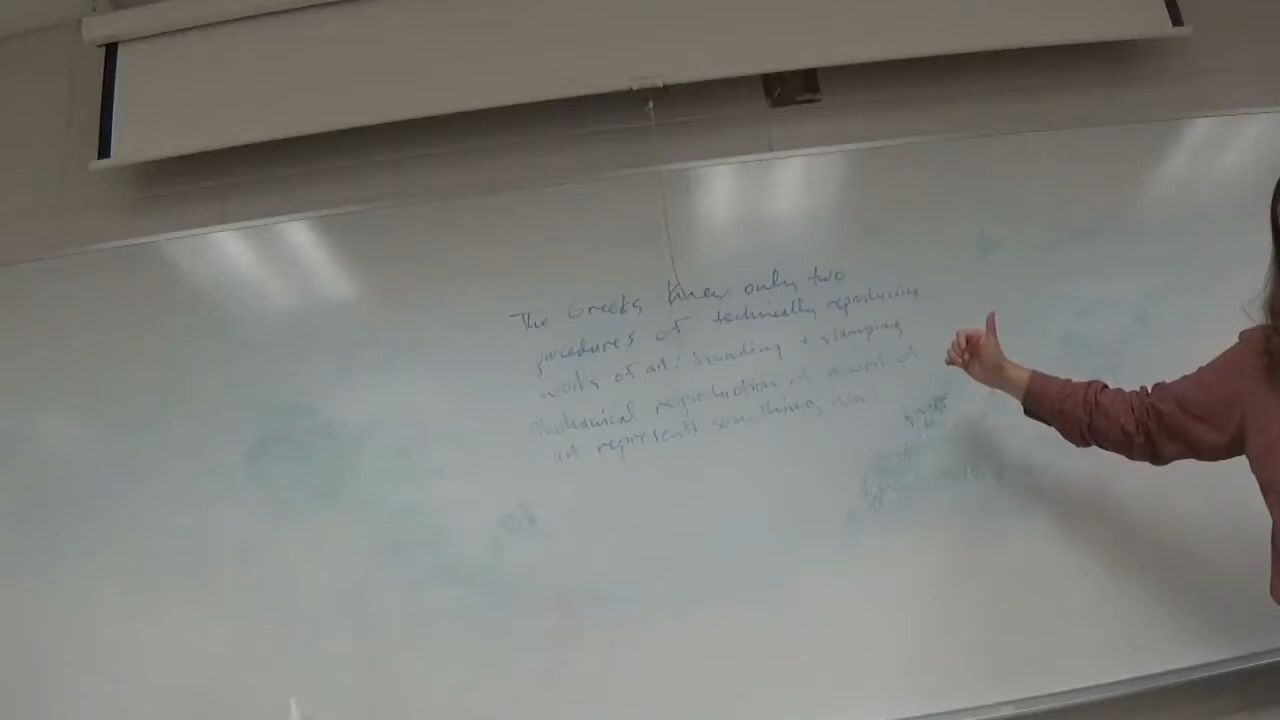 The Greeks knew only two
procedures of technically reproducing
works of art: founding + stamping
mechanical reproduction of a work of
art represents something new